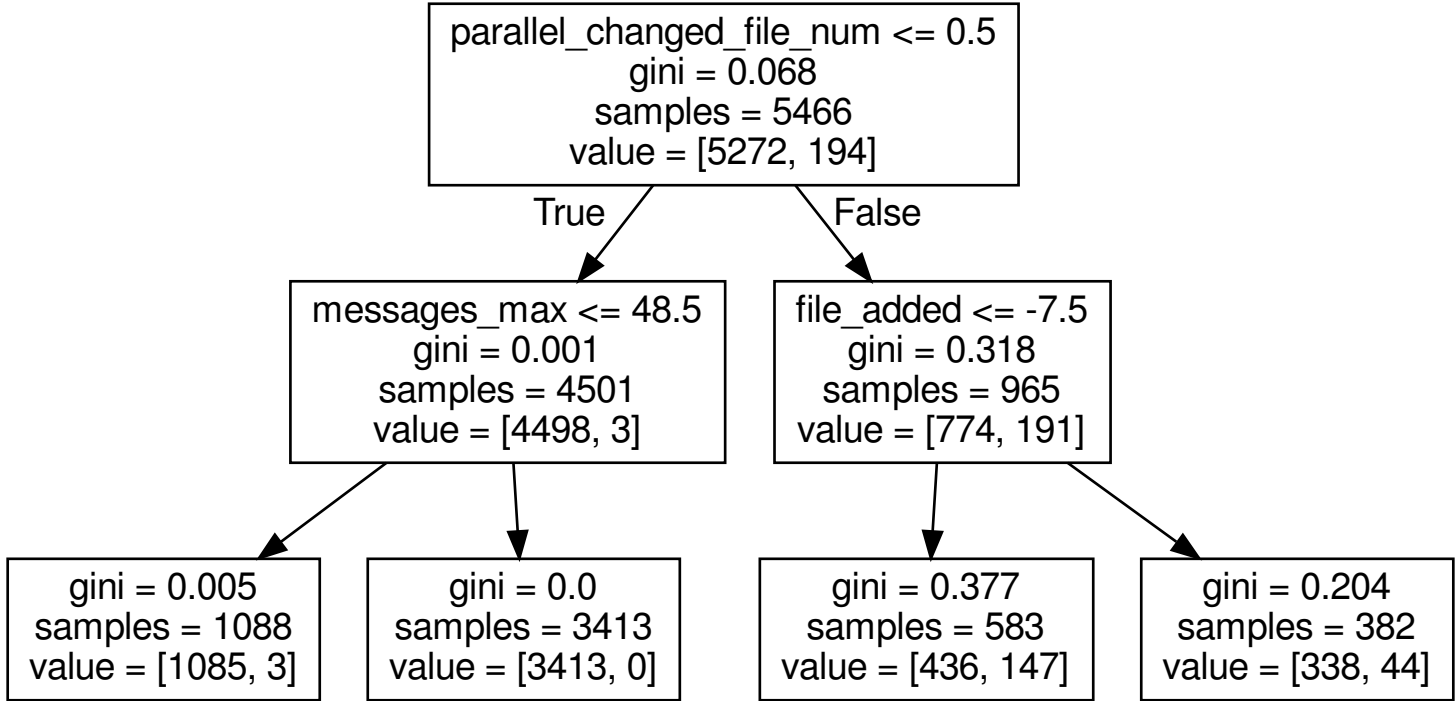 parallel_changed_file_num <= 0.5
gini = 0.068
samples = 5466
value = [5272, 194]
True
False
messages_max <= 48.5
gini = 0.001
samples = 4501
value = [4498, 3]
file_added <= -7.5
gini = 0.318
samples = 965
value = [774, 191]
gini = 0.005
samples = 1088
value = [1085, 3]
gini = 0.0
samples = 3413
value = [3413, 0]
gini = 0.377
samples = 583
value = [436, 147]
gini = 0.204
samples = 382
value = [338, 44]